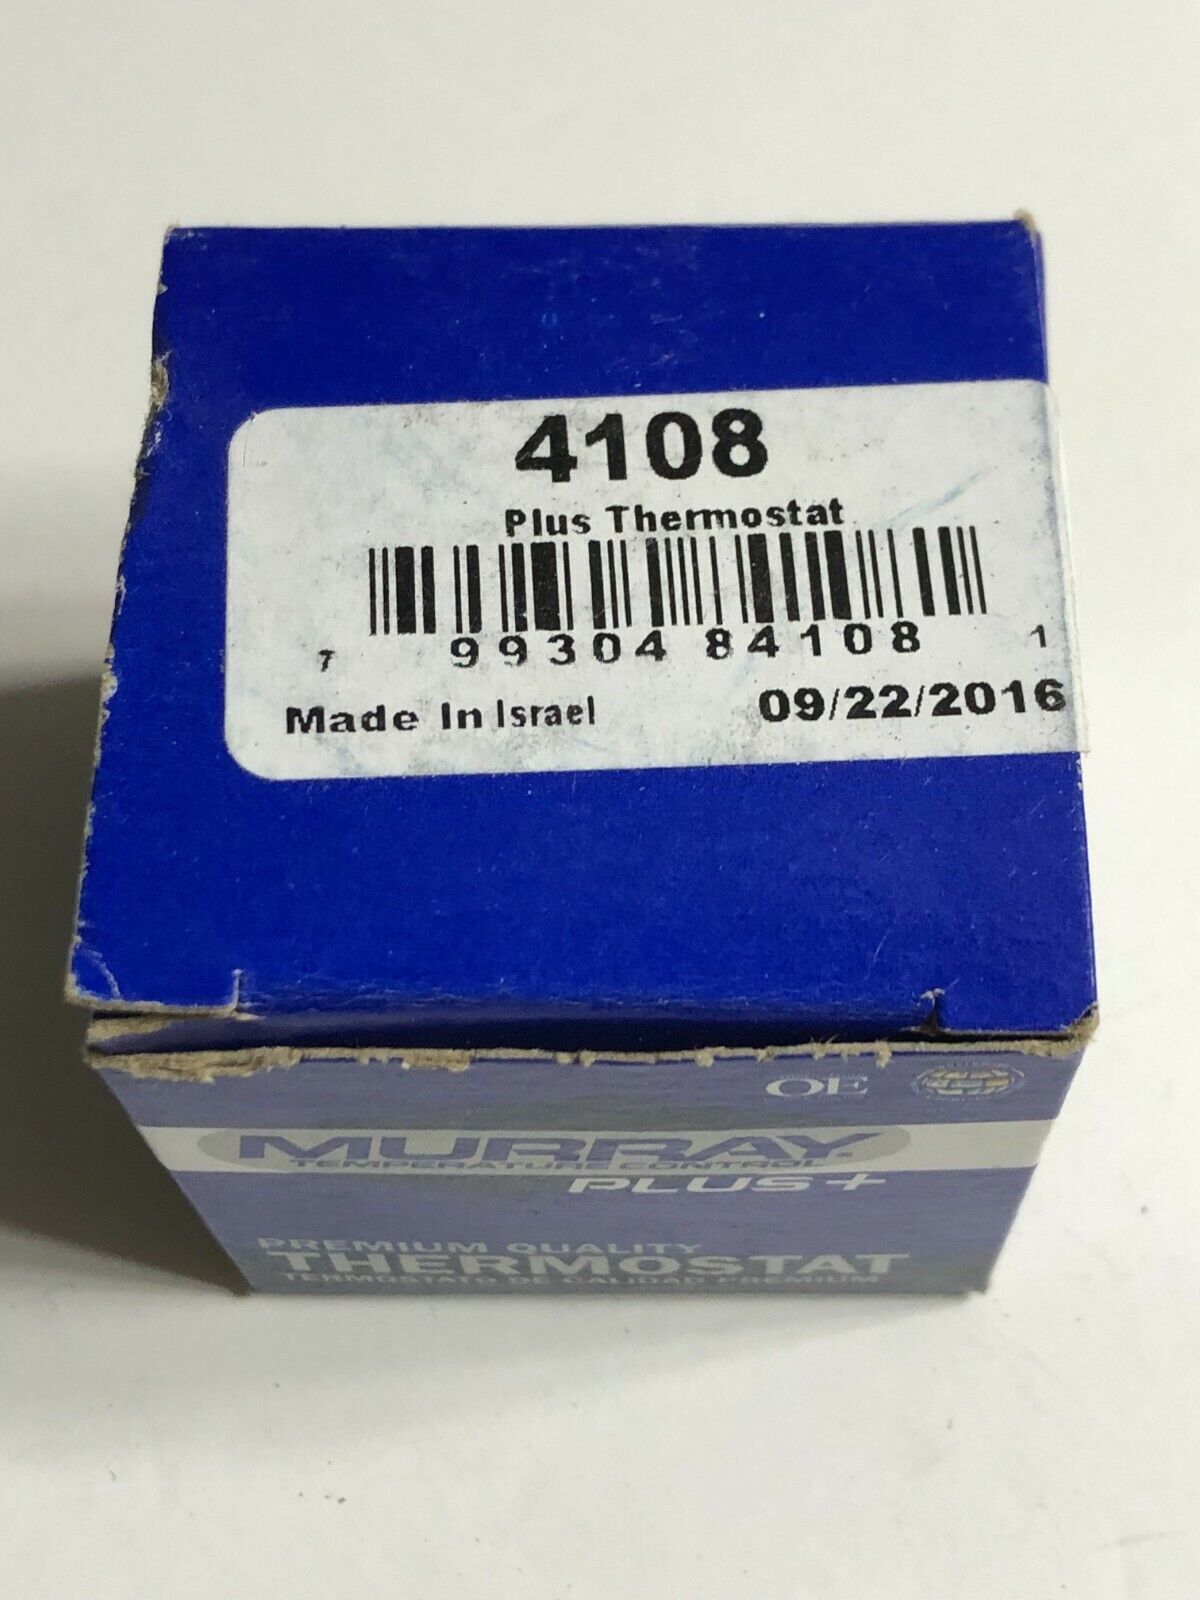 4108
Plus Thermostat
7 99304 84108 1
Made In Israel 09/22/2016
OE
MURRAY
TEMPERATURE CONTROL
PLUS+
PREMIUM QUALITY
THERMOSTAT
TERMOSTATO DE CALIDAD PREMIUM